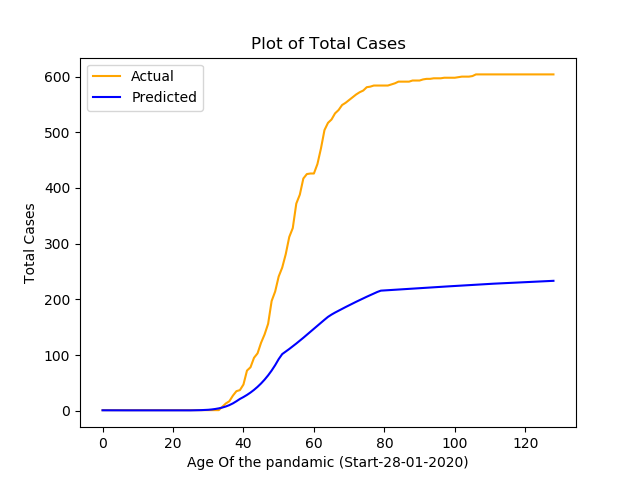 Plot of Total Cases
Actual
Predicted
600
500
400
300
200
100
0
Total Cases
0 20 40 60 80 100 120
Age Of the pandamic (Start-28-01-2020)